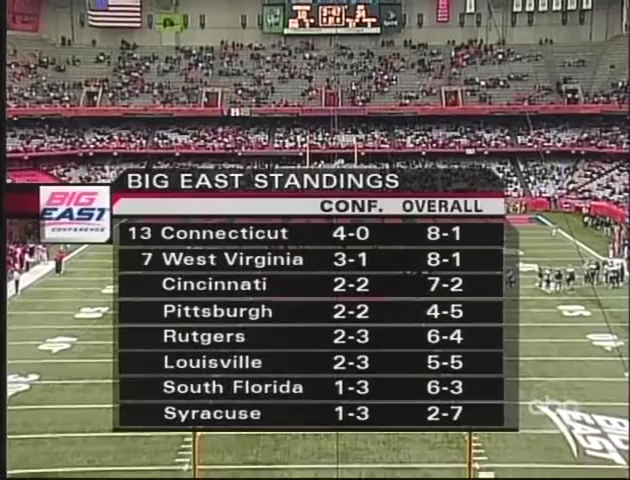 BIG EAST STANDINGS
BIG
EAST
CONFERENCE
CONF. OVERALL
13 Connecticut 4-0 8-1
7 West Virginia 3-1 8-1
Cincinnati 2-2 7-2
Pittsburgh 2-2 4-5
Rutgers 2-3 6-4
Louisville 2-3 5-5
South Florida 1-3 6-3
Syracuse 1-3 2-7
abc
BIG
EAST